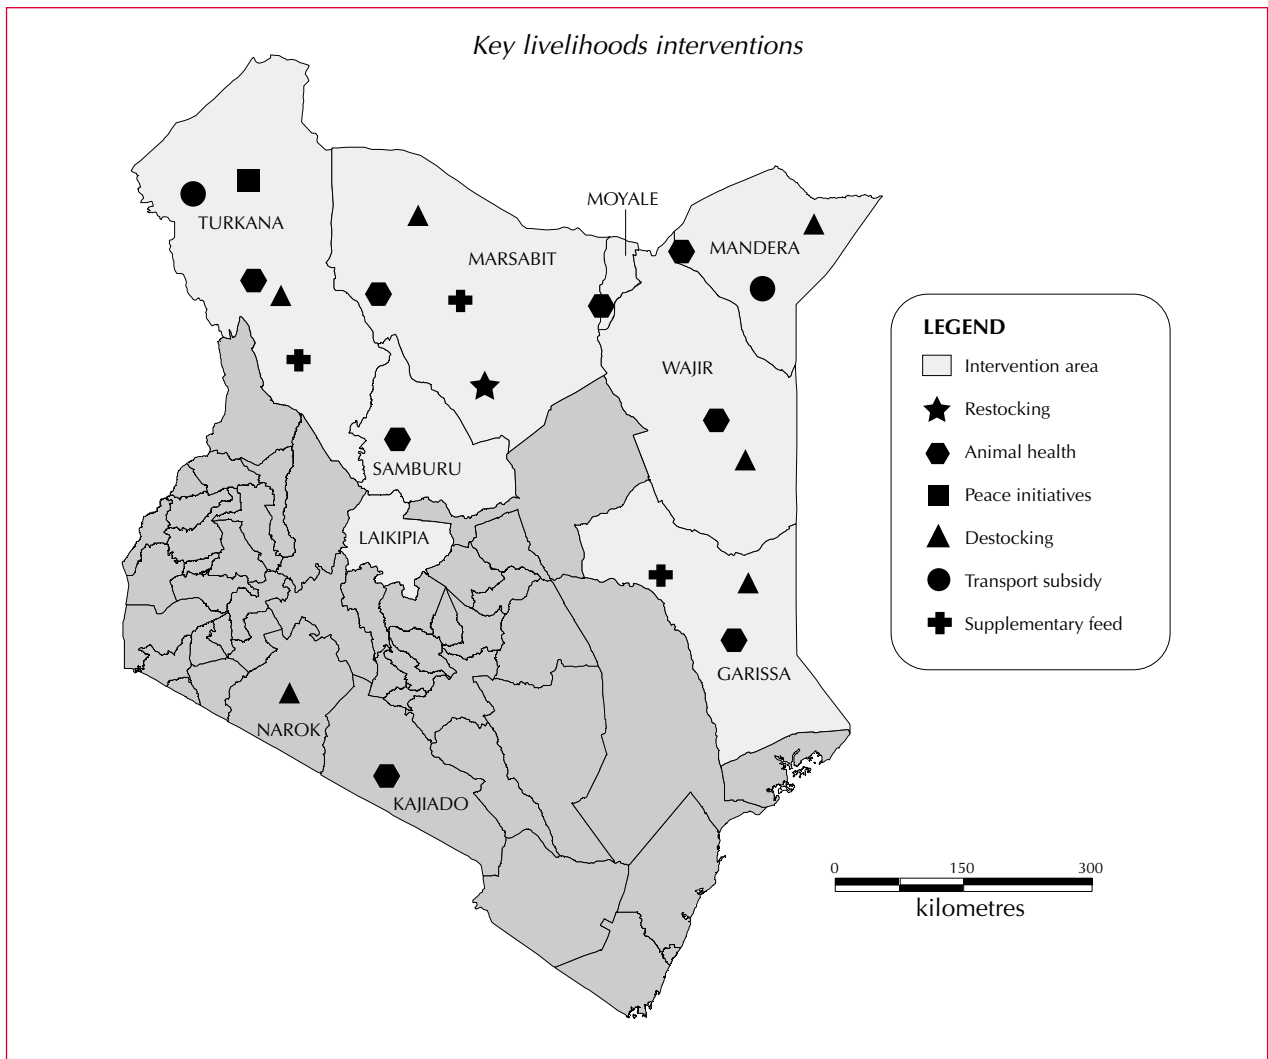 Key livelihoods interventions
MOYALE
TURKANA
MANDERA
MARSABIT
WAJIR
SAMBURU
LAIKIPIA
GARISSA
NAROK
KAJIADO
LEGEND
Intervention area
Restocking
Animal health
Peace initiatives
Destocking
Transport subsidy
Supplementary feed
0 150 300
kilometres